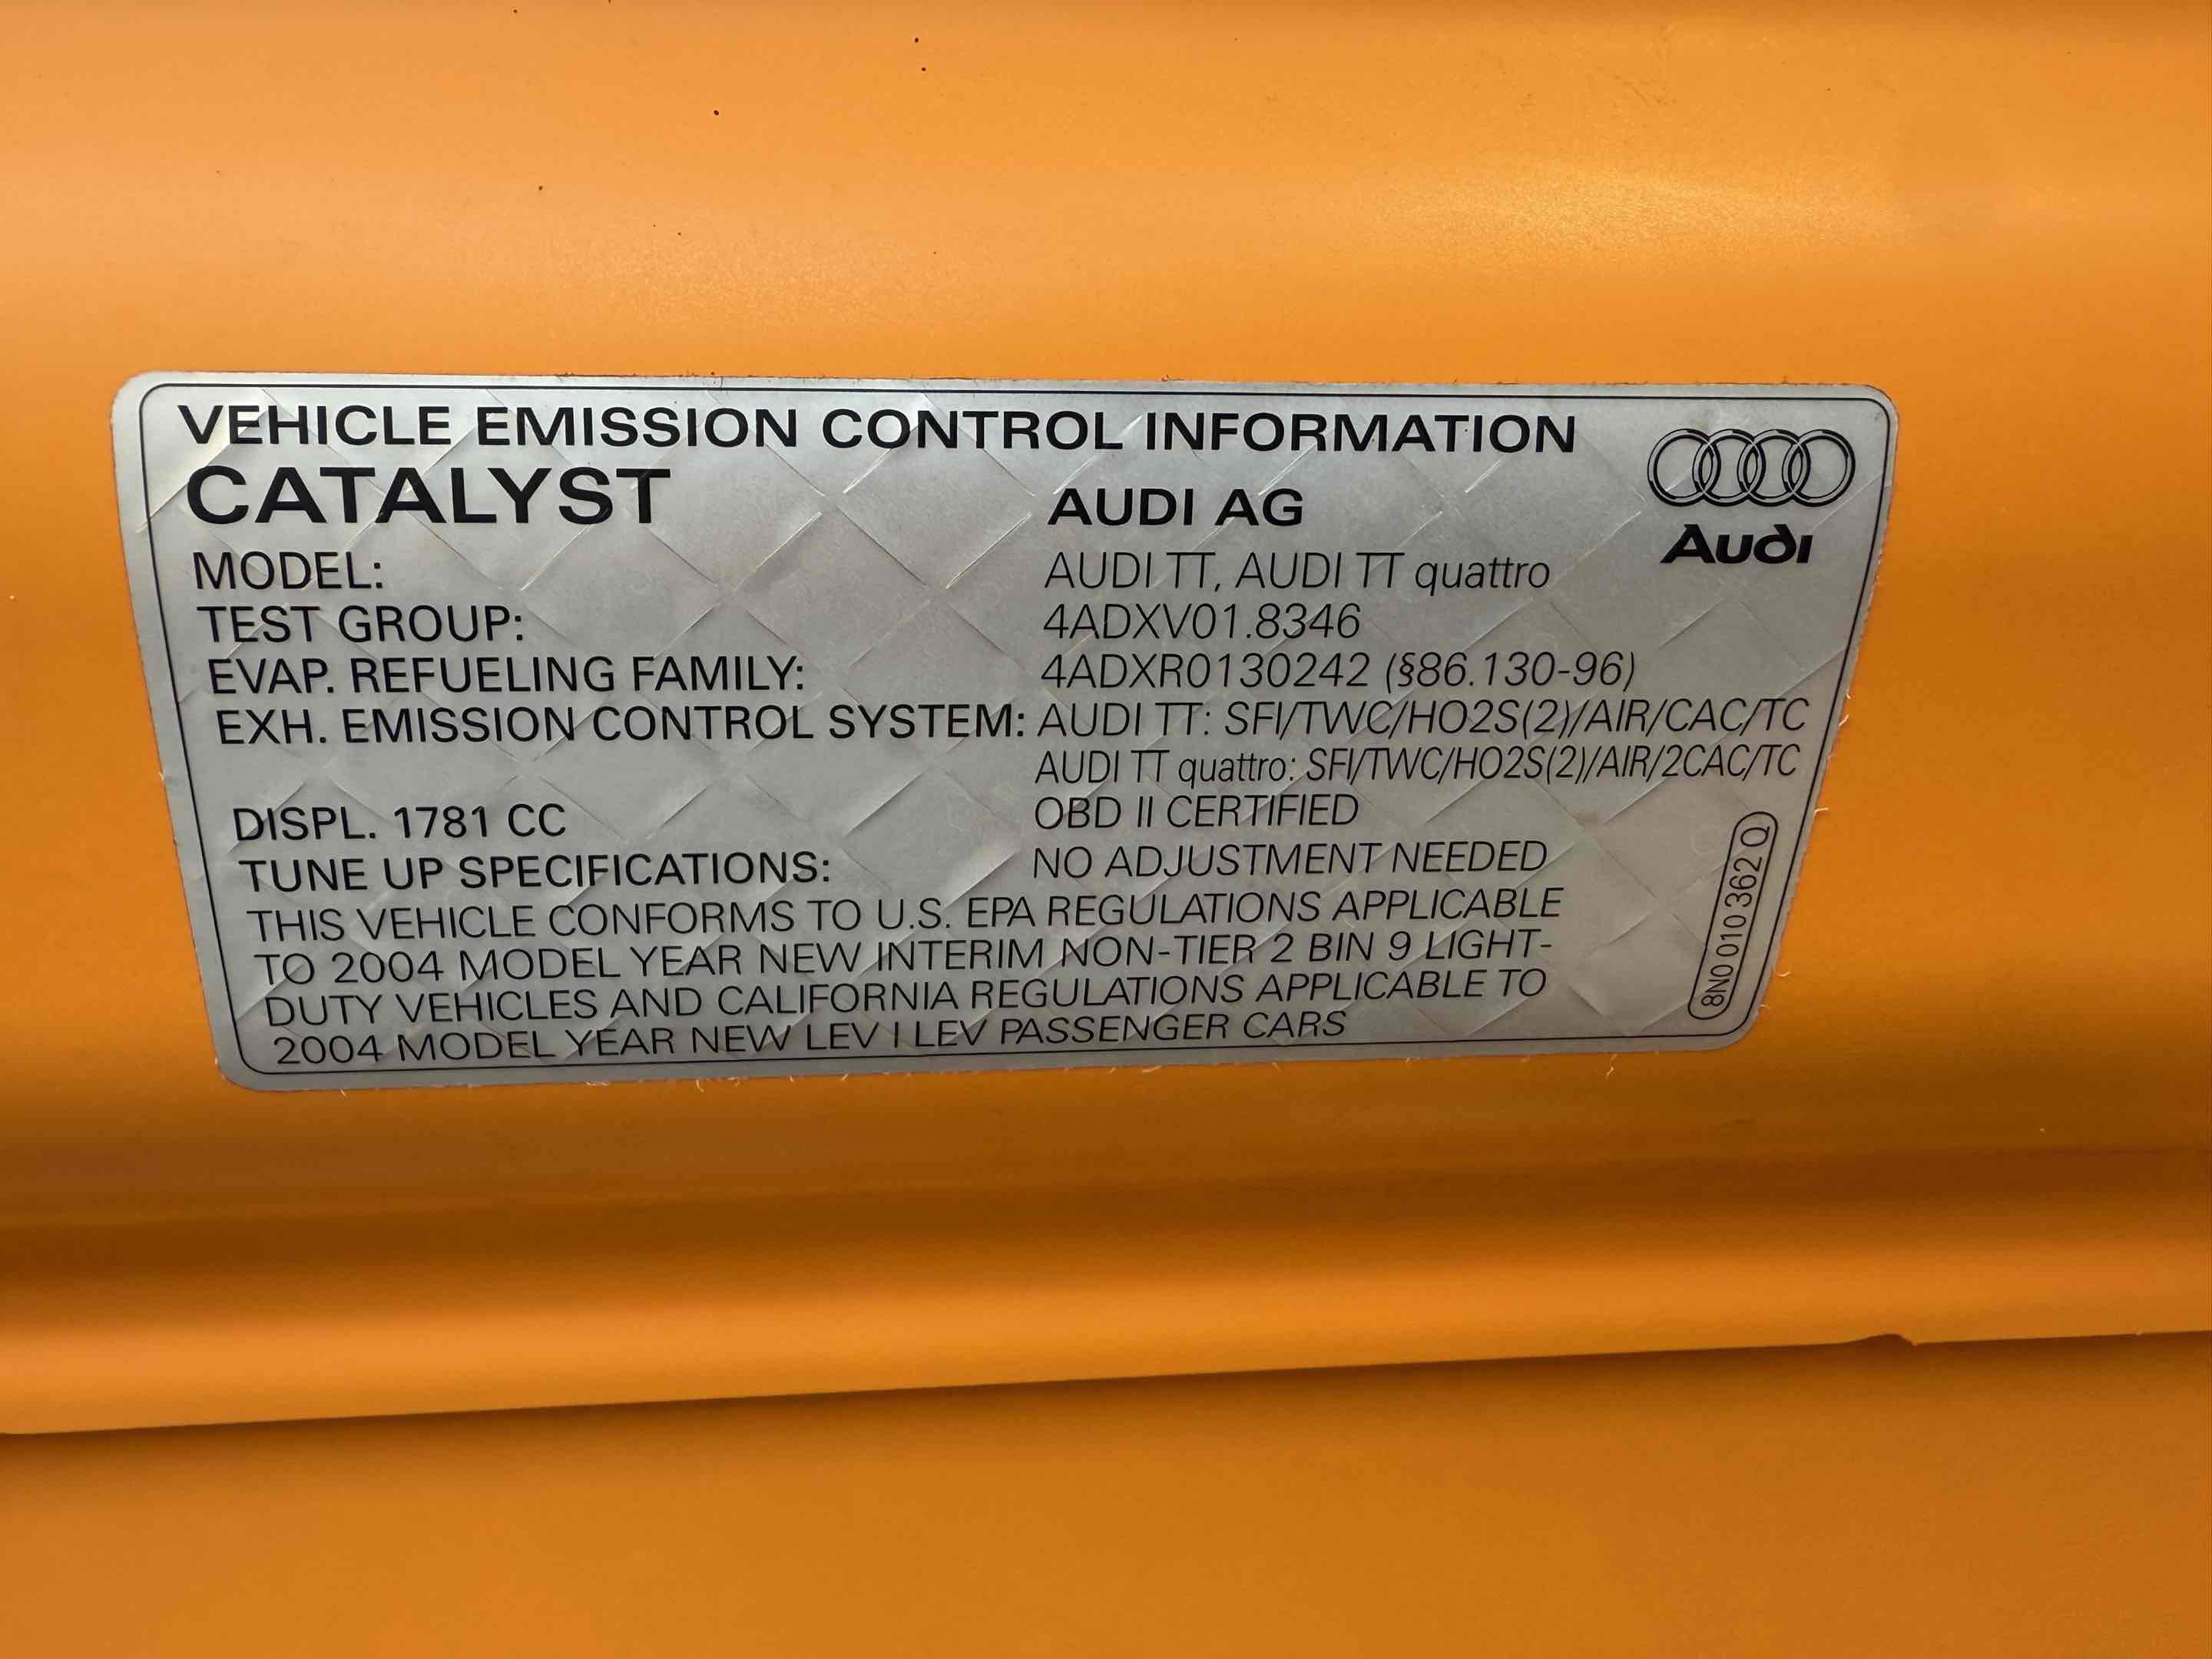 VEHICLE EMISSION CONTROL INFORMATION
CATALYST
AUDI AG
Audi
MODEL: AUDI TT, AUDI TT quattro
TEST GROUP: 4ADXV01.8346
EVAP. REFUELING FAMILY: 4ADXR0130242 (§86.130-96)
EXH. EMISSION CONTROL SYSTEM: AUDI TT: SFI/TWC/HO2S(2)/AIR/CAC/TC
AUDI TT quattro: SFI/TWC/HO2S(2)/AIR/2CAC/TC
DISPL. 1781 CC OBD II CERTIFIED
TUNE UP SPECIFICATIONS: NO ADJUSTMENT NEEDED
THIS VEHICLE CONFORMS TO U.S. EPA REGULATIONS APPLICABLE
TO 2004 MODEL YEAR NEW INTERIM NON-TIER 2 BIN 9 LIGHT-
DUTY VEHICLES AND CALIFORNIA REGULATIONS APPLICABLE TO
2004 MODEL YEAR NEW LEV I LEV PASSENGER CARS
8N0 010 362 Q